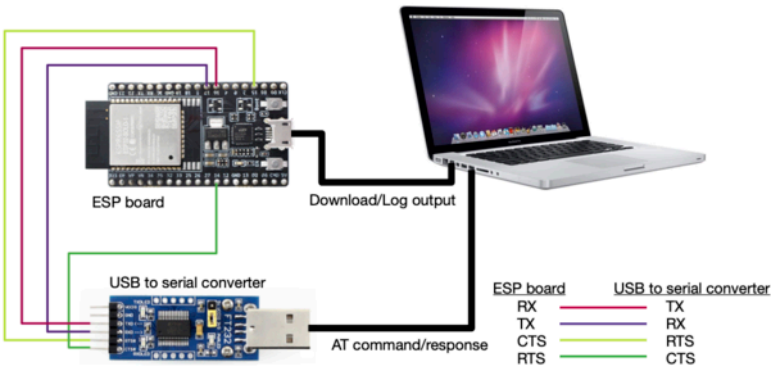 ESP board
Download/Log output
USB to serial converter
FT232
AT command/response
ESP board USB to serial converter
RX TX
TX RX
CTS RTS
RTS CTS